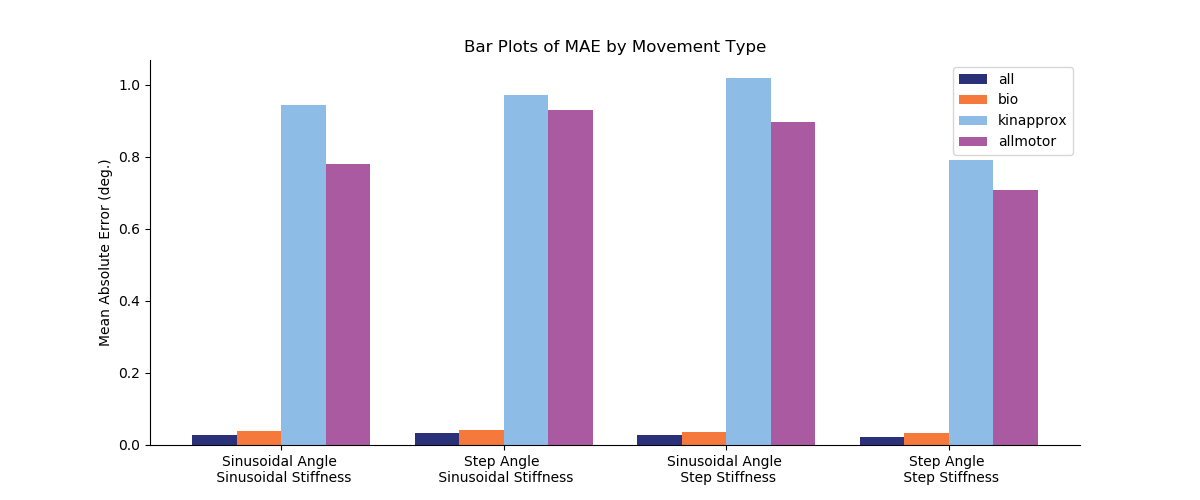 Bar Plots of MAE by Movement Type
Mean Absolute Error (deg.)
1.0
0.8
0.6
0.4
0.2
0.0
all
bio
kinapprox
allmotor
Sinusoidal Angle
Sinusoidal Stiffness
Step Angle
Sinusoidal Stiffness
Sinusoidal Angle
Step Stiffness
Step Angle
Step Stiffness